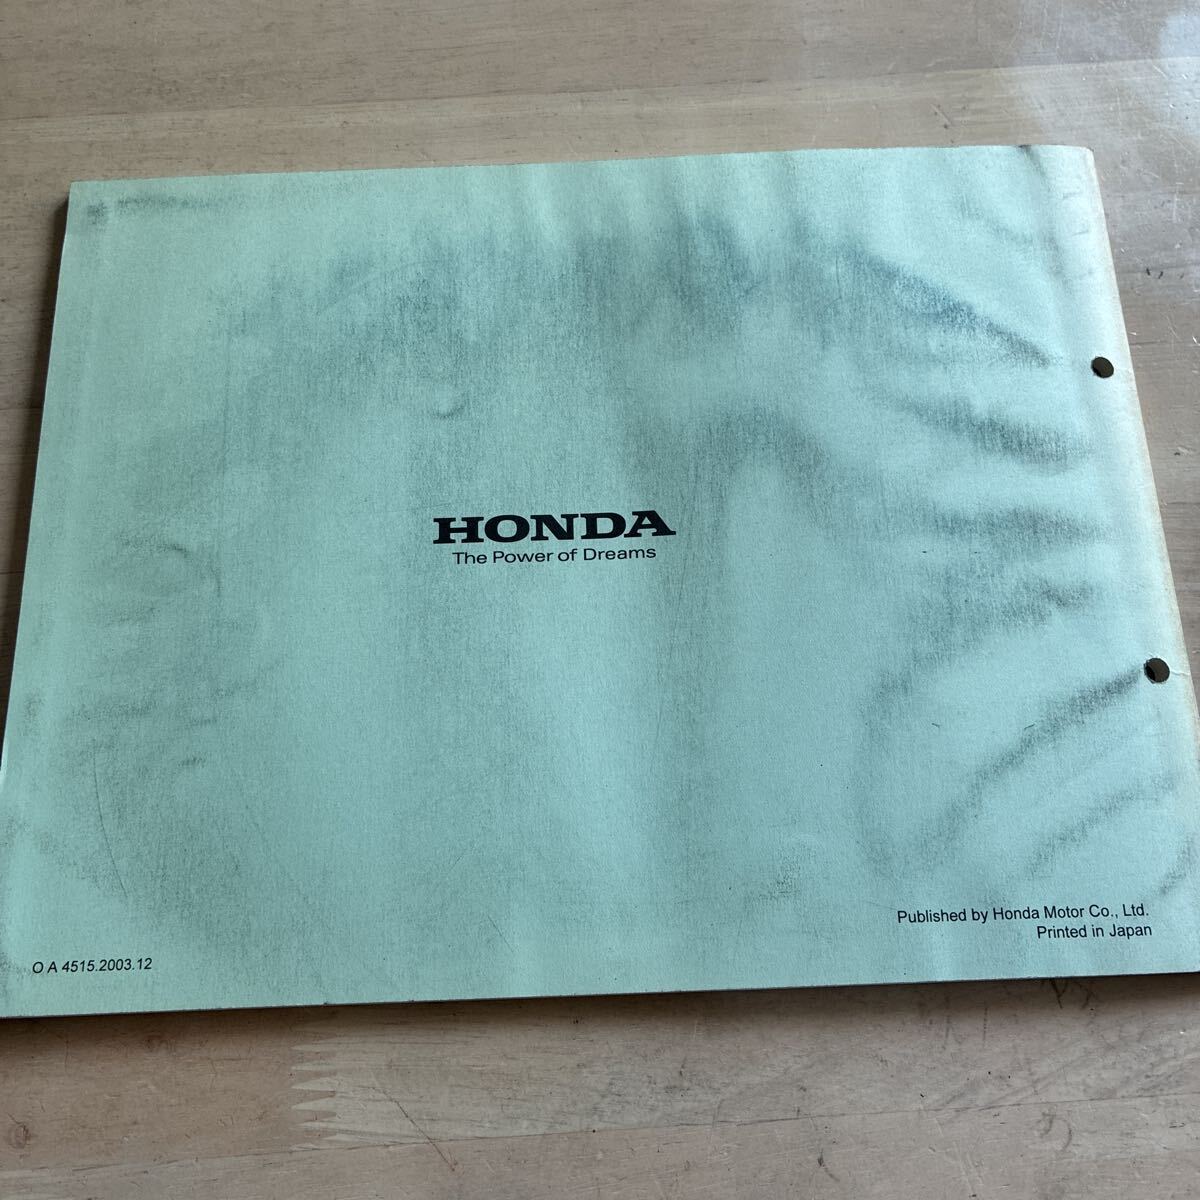 HONDA
The Power of Dreams
Published by Honda Motor Co., Ltd.
Printed in Japan
O A 4515.2003.12